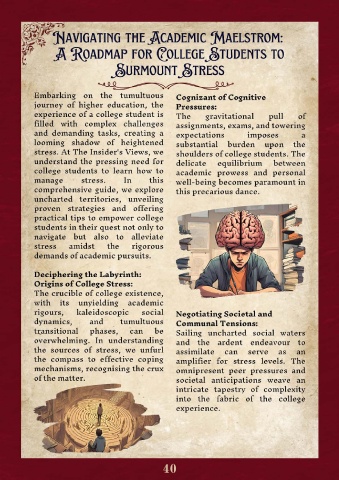 Navigating the Academic Maelstrom:
A Roadmap for College Students to
Surmount Stress
Embarking on the tumultuous
journey of higher education, the
experience of a college student is
filled with complex challenges
and demanding tasks, creating a
looming shadow of heightened
stress. At The Insider's Views, we
understand the pressing need for
college students to learn how to
manage stress. In this
comprehensive guide, we explore
uncharted territories, unveiling
proven strategies and offering
practical tips to empower college
students in their quest not only to
navigate but also to alleviate
stress amidst the rigorous
demands of academic pursuits.
Deciphering the Labyrinth:
Origins of College Stress:
The crucible of college existence,
with its unyielding academic
rigours, kaleidoscopic social
dynamics, and tumultuous
transitional phases, can be
overwhelming. In understanding
the sources of stress, we unfurl
the compass to effective coping
mechanisms, recognising the crux
of the matter.
Cognizant of Cognitive
Pressures:
The gravitational pull of
assignments, exams, and towering
expectations imposes a
substantial burden upon the
shoulders of college students. The
delicate equilibrium between
academic prowess and personal
well-being becomes paramount in
this precarious dance.
Negotiating Societal and
Communal Tensions:
Sailing uncharted social waters
and the ardent endeavour to
assimilate can serve as an
amplifier for stress levels. The
omnipresent peer pressures and
societal anticipations weave an
intricate tapestry of complexity
into the fabric of the college
experience.
40